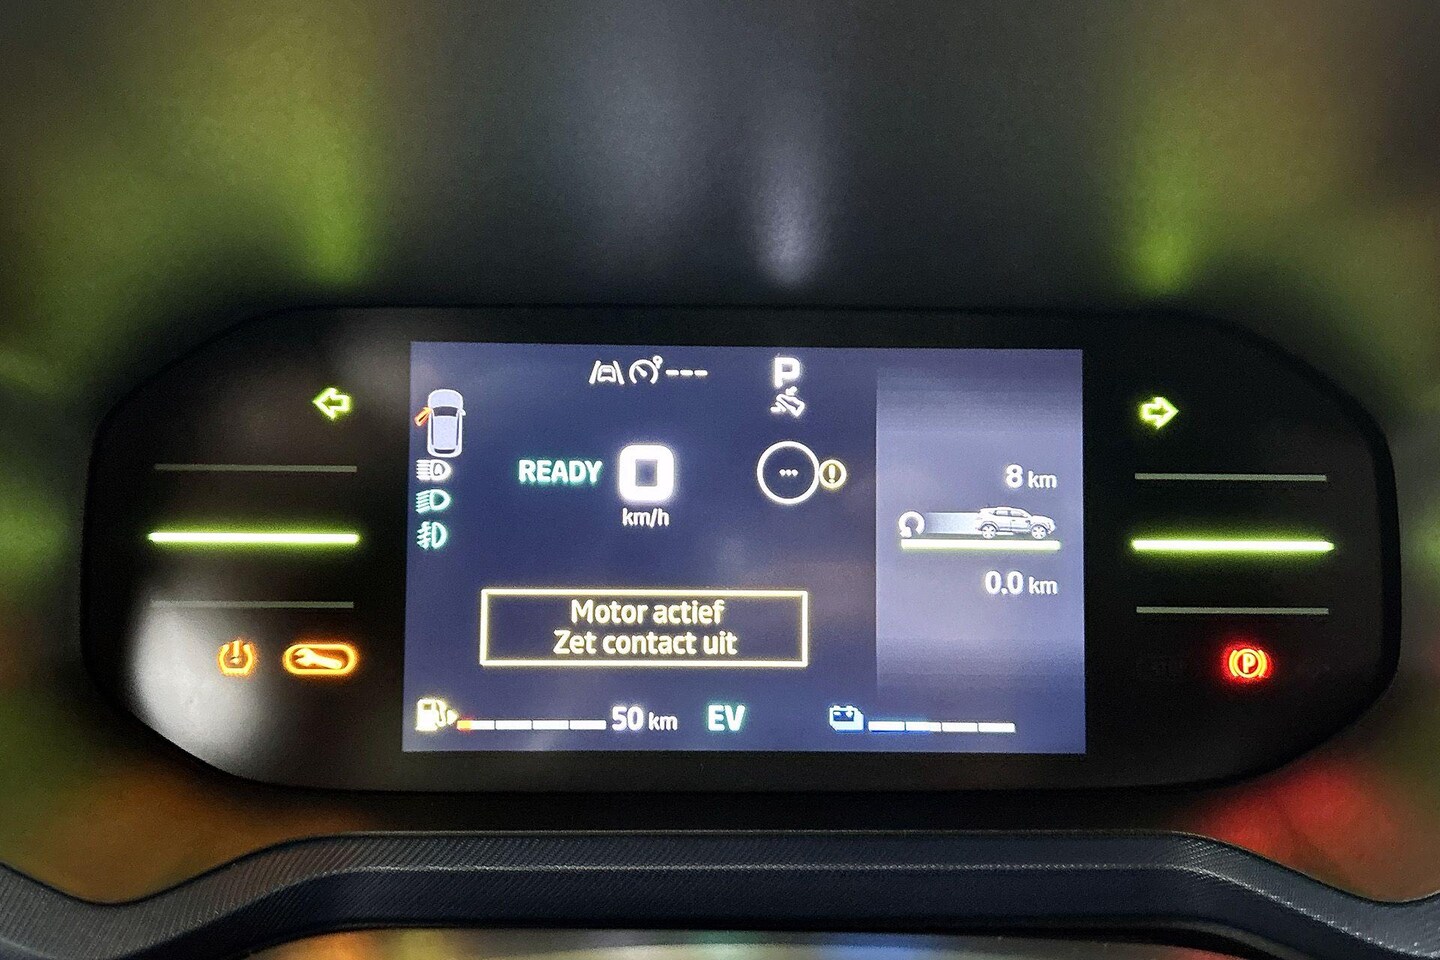 P
8 km
READY 0
km/h
0.0 km
Motor actief
Zet contact uit
P
50 km EV